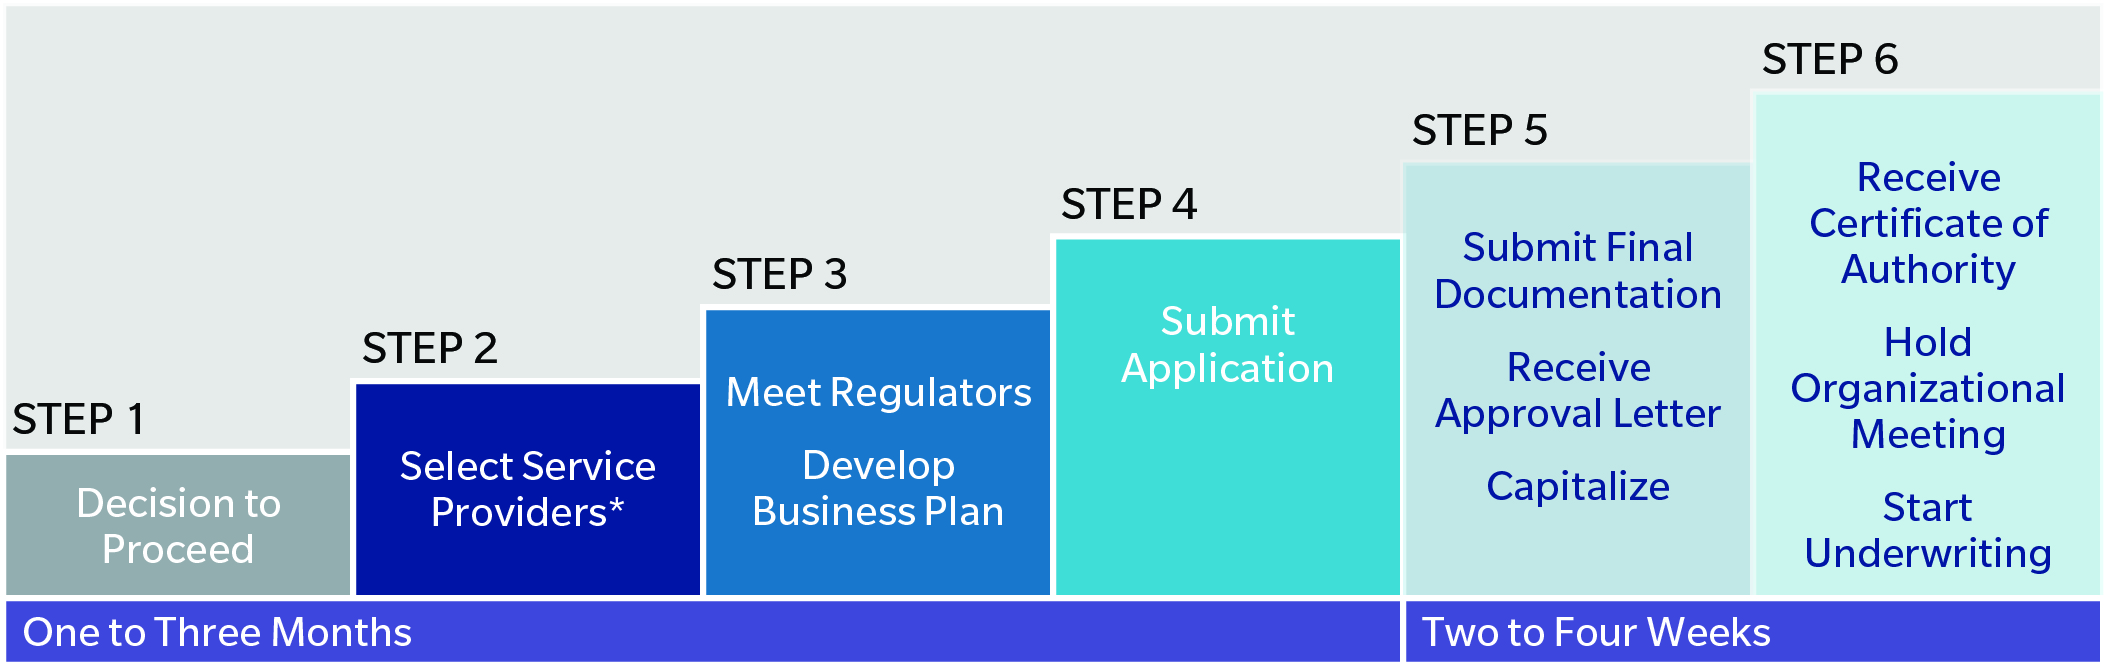 STEP 1
Decision to
Proceed
STEP 2
Select Service
Providers*
STEP 3
Meet Regulators
Develop
Business Plan
STEP 4
Submit
Application
STEP 5
Submit Final
Documentation
Receive
Approval Letter
Capitalize
STEP 6
Receive
Certificate of
Authority
Hold
Organizational
Meeting
Start
Underwriting
One to Three Months
Two to Four Weeks